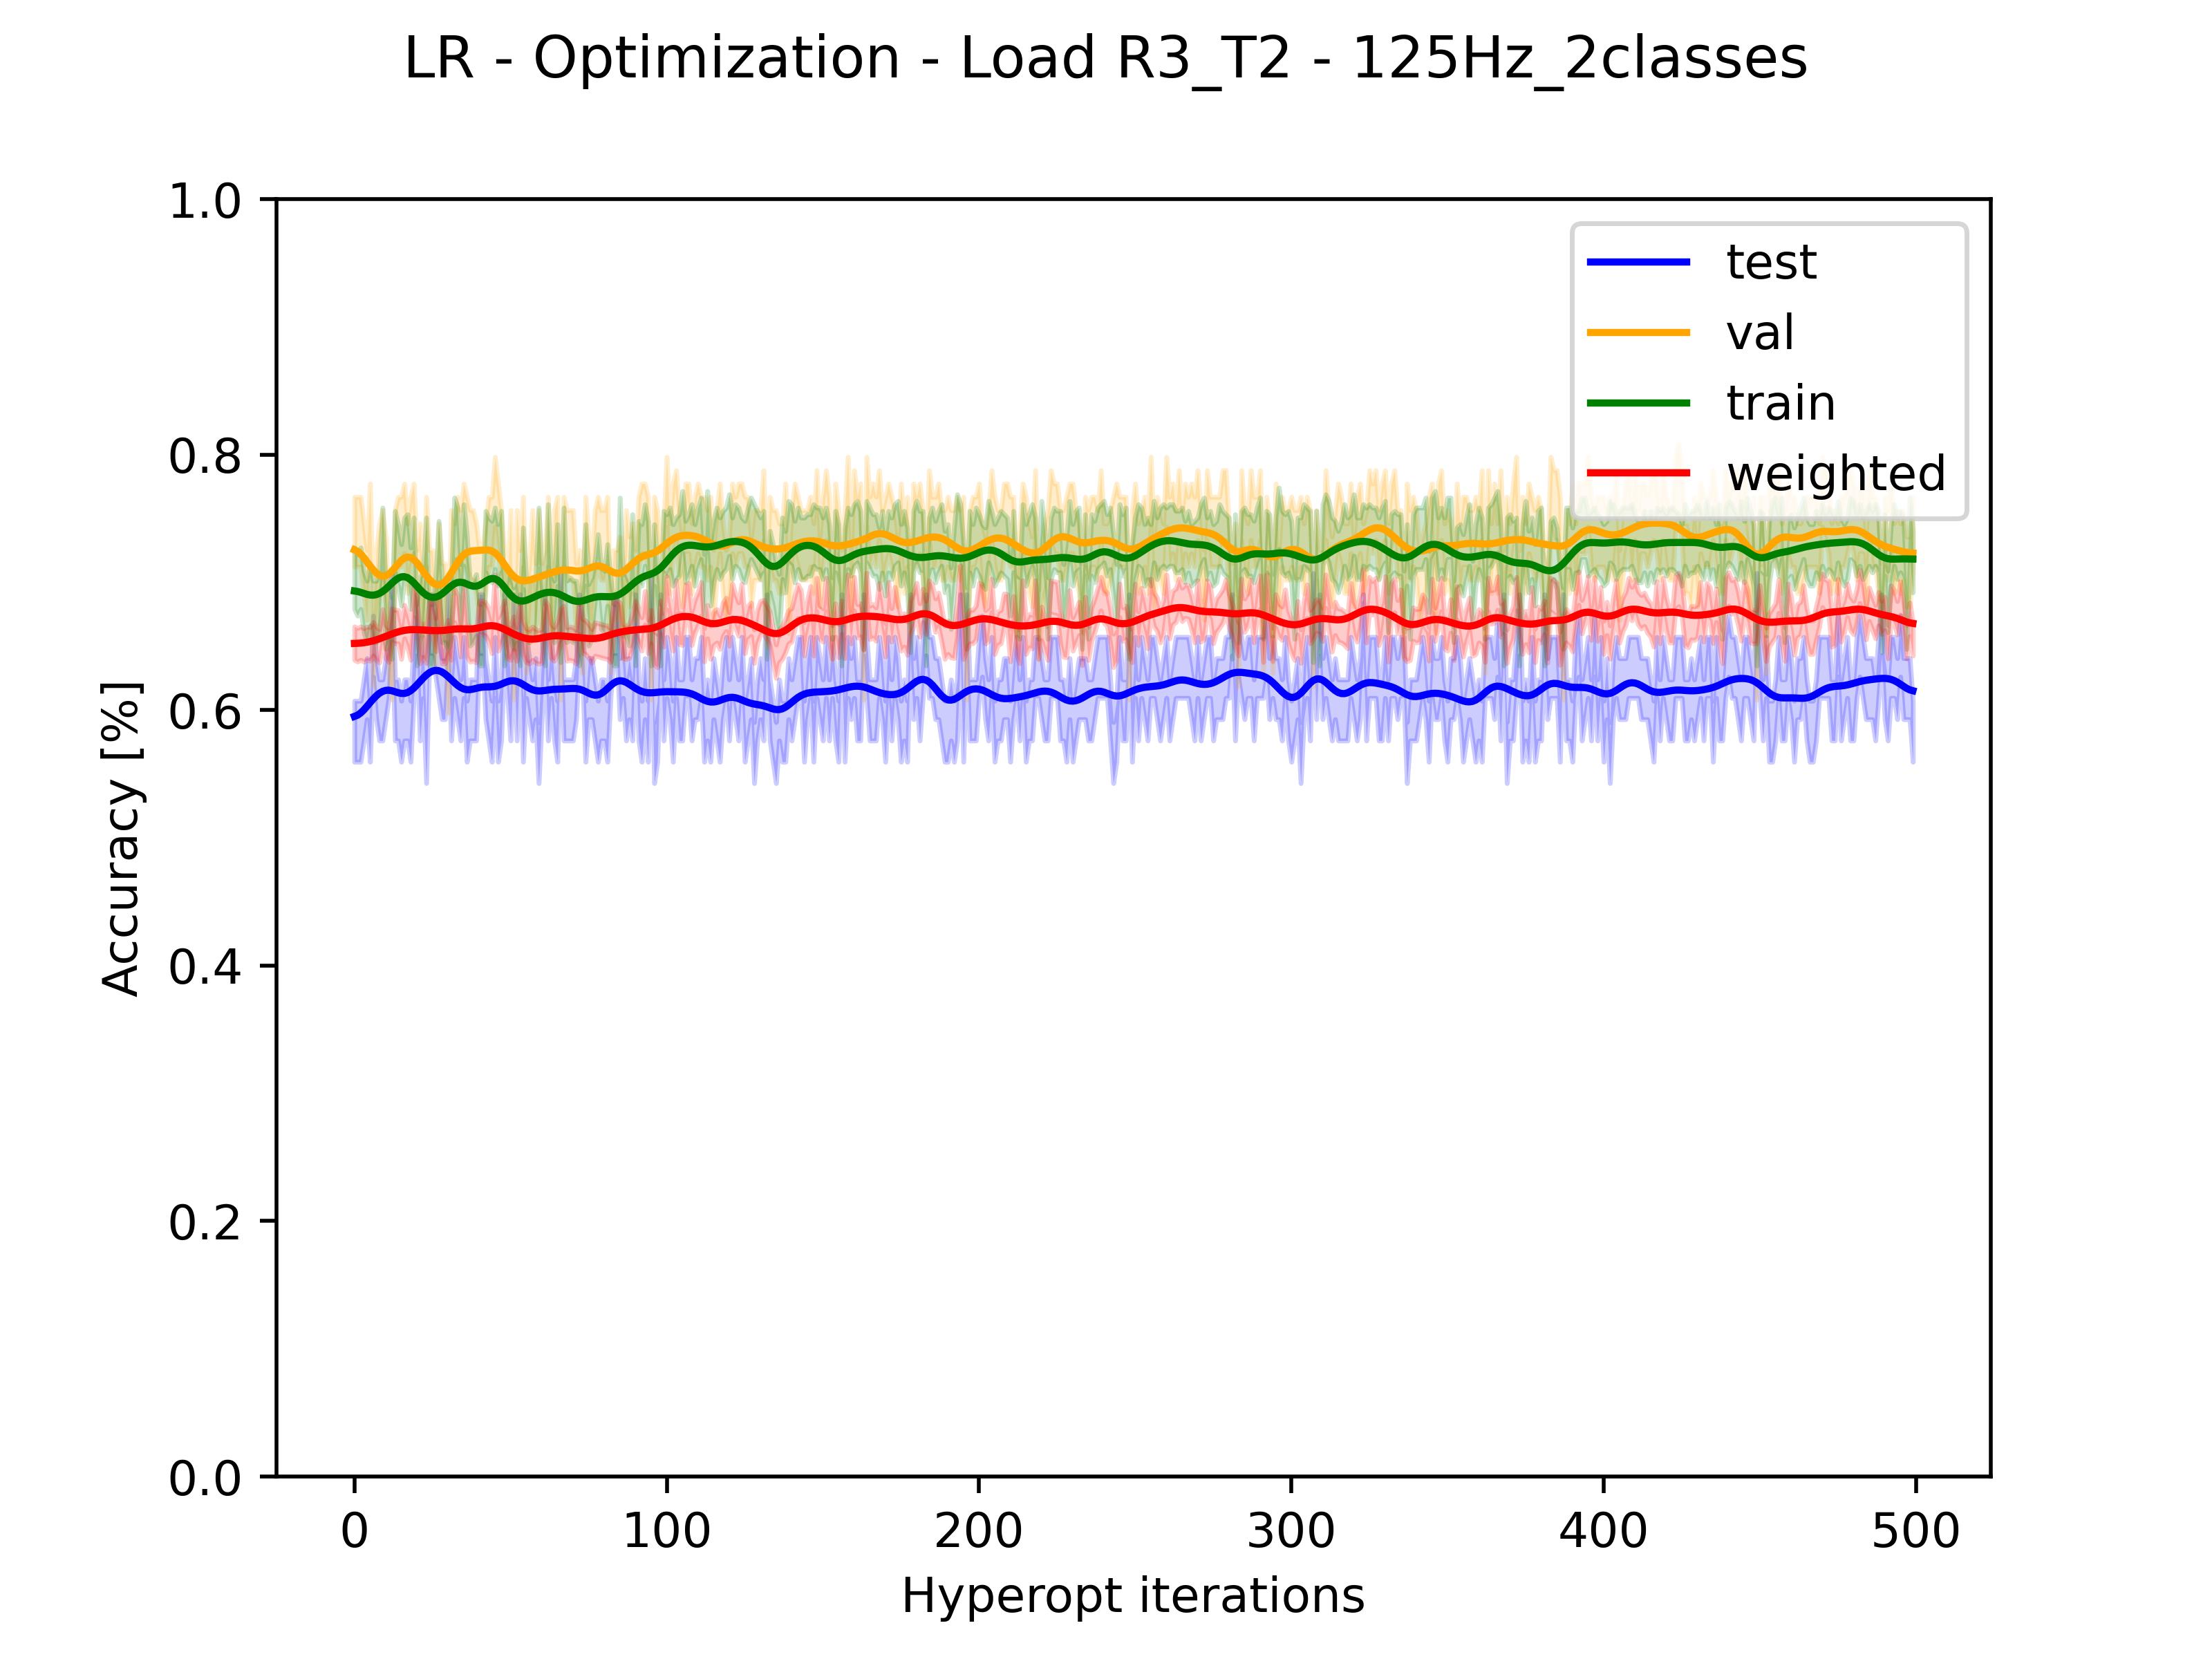 LR - Optimization - Load R3_T2 - 125Hz_2classes
1.0
0.8
0.6
0.4
0.2
0.0
Accuracy [%]
test
val
train
weighted
0 100 200 300 400 500
Hyperopt iterations